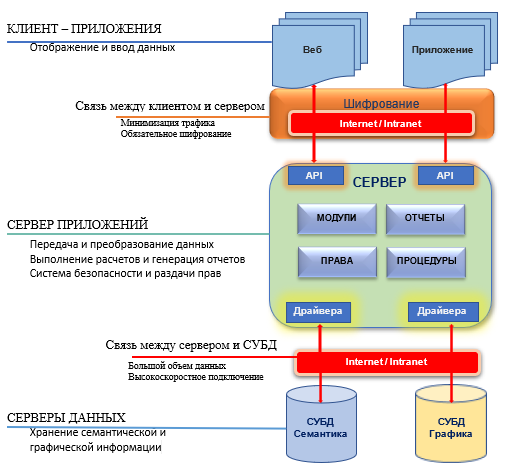 КЛИЕНТ – ПРИЛОЖЕНИЯ
Отображение и ввод данных
Веб
Приложение
Связь между клиентом и сервером
Минимизация трафика
Обязательное шифрование
Шифрование
Internet / Intranet
API
API
СЕРВЕР
МОДУЛИ
ОТЧЕТЫ
ПРАВА
ПРОЦЕДУРЫ
СЕРВЕР ПРИЛОЖЕНИЙ
Передача и преобразование данных
Выполнение расчетов и генерация отчетов
Система безопасности и раздачи прав
Драйвера
Драйвера
Связь между сервером и СУБД
Большой объем данных
Высокоскоростное подключение
Internet / Intranet
СЕРВЕРЫ ДАННЫХ
Хранение семантической и
графической информации
СУБД
Семантика
СУБД
Графика